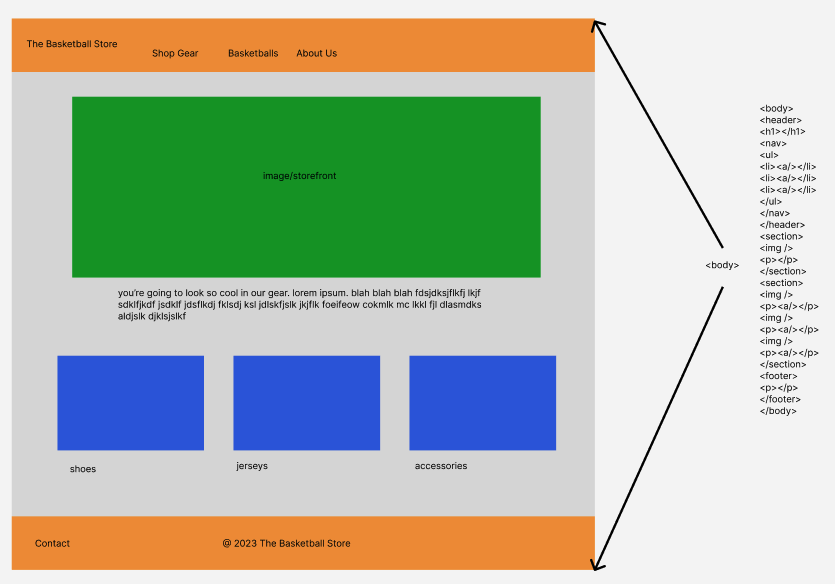 The Basketball Store
Shop Gear Basketballs About Us
image/storefront
you're going to look so cool in our gear. lorem ipsum. blah blah blah fdsjdksjflkfj lkjf
sdklfjkdf jsdklf jdsflkdj fklsdj ksl jdlskfjslk jkjflk foeifeow cokmlk mc lkkl fjl dlasmdks
aldjslk djklsjslkf
shoes
jerseys
accessories
Contact
@ 2023 The Basketball Store
<body>
<body>
<header>
<h1></h1>
<nav>
<ul>
<li><a/></li>
<li><a/></li>
<li><a/></li>
</ul>
</nav>
</header>
<section>
<img />
<p></p>
</section>
<section>
<img />
<p><a/></p>
<img />
<p><a/></p>
<img />
<p><a/></p>
</section>
<footer>
<p></p>
</footer>
</body>